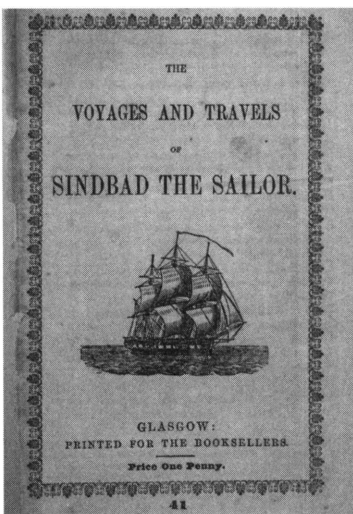 THE
VOYAGES AND TRAVELS
OF
SINDBAD THE SAILOR.
GLASGOW:
PRINTED FOR THE BOOKSELLERS.
Price One Penny.
41